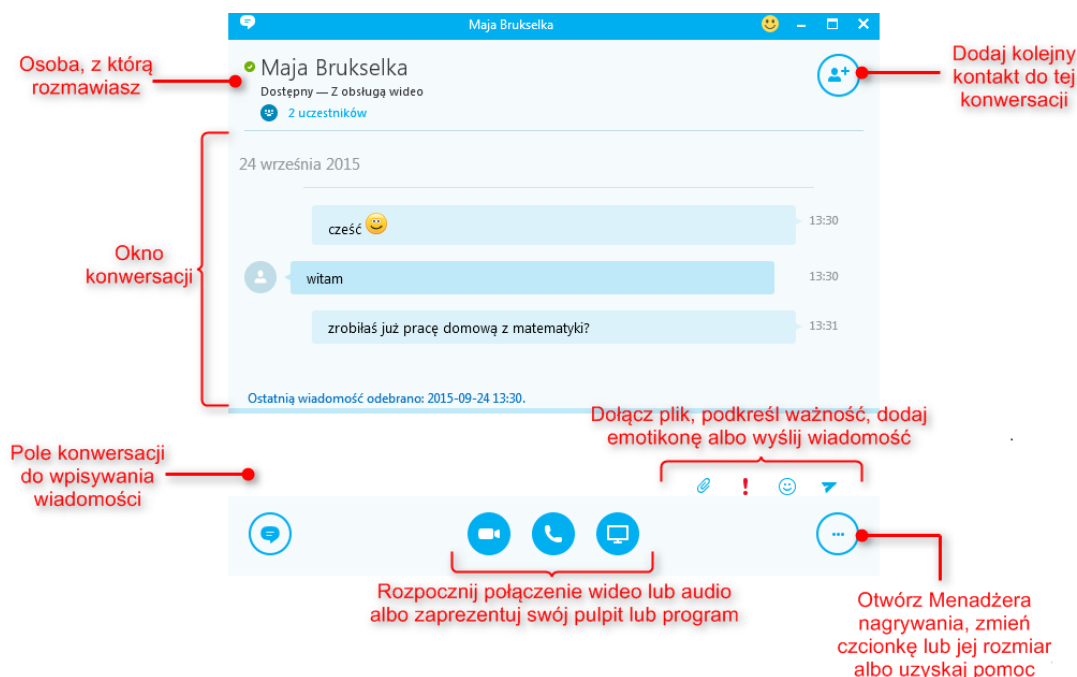 Maja Brukselka
Osoba, z którą
rozmawiasz
Maja Brukselka
Dostępny — Z obsługą wideo
2 uczestników
Dodaj kolejny
kontakt do tej
konwersacji
24 września 2015
cześć
13:30
Okno
konwersacji
witam
13:30
zrobiłaś już pracę domową z matematyki?
13:31
Ostatnią wiadomość odebrano: 2015-09-24 13:30.
Dołącz plik, podkreśl ważność, dodaj
emotikonę albo wyślij wiadomość
Pole konwersacji
do wpisywania
wiadomości
Rozpocznij połączenie wideo lub audio
albo zaprezentuj swój pulpit lub program
Otwórz Menadżera
nagrywania, zmień
czcionkę lub jej rozmiar
albo uzyskaj pomoc